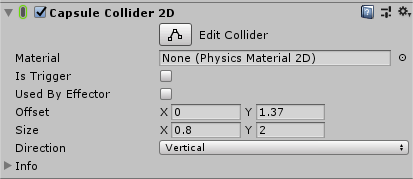 Capsule Collider 2D
Edit Collider
Material None (Physics Material 2D)
Is Trigger
Used By Effector
Offset X 0 Y 1.37
Size X 0.8 Y 2
Direction Vertical
Info